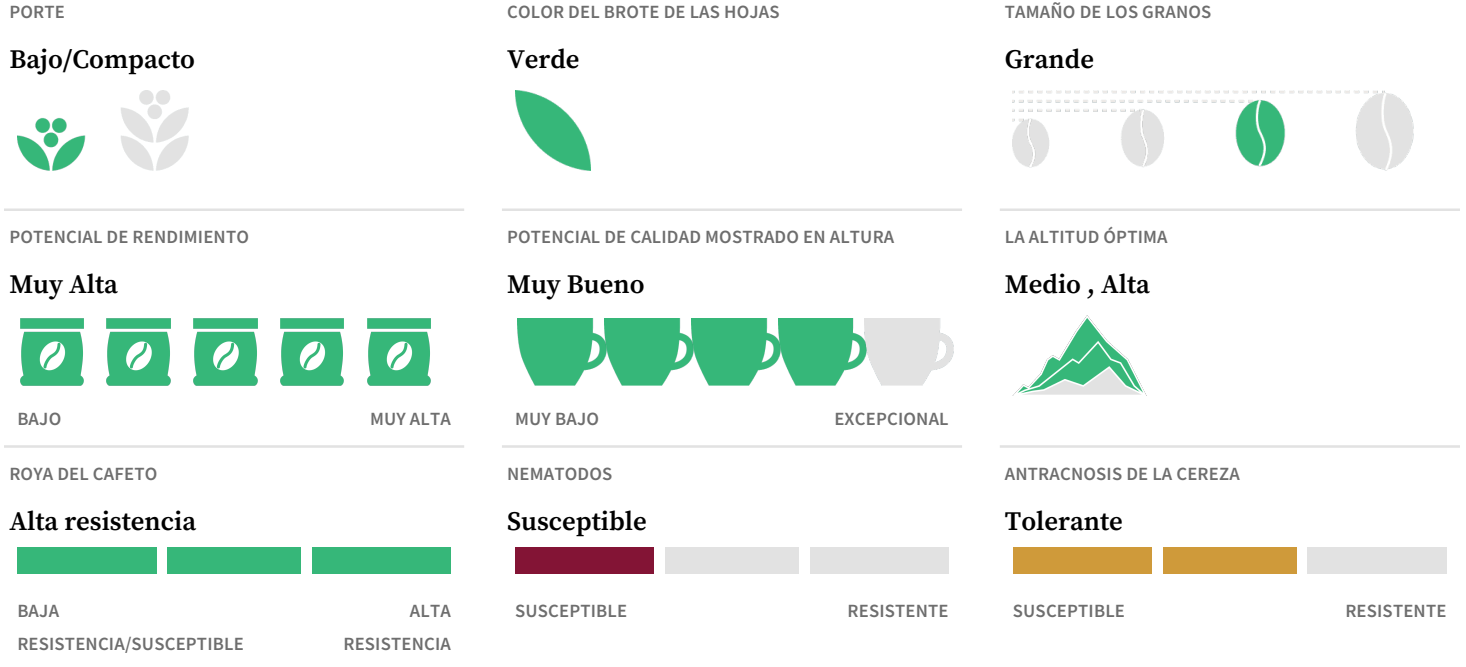 PORTE
Bajo/Compacto
COLOR DEL BROTE DE LAS HOJAS
Verde
TAMAÑO DE LOS GRANOS
Grande
POTENCIAL DE RENDIMIENTO
Muy Alta
BAJO
MUY ALTA
POTENCIAL DE CALIDAD MOSTRADO EN ALTURA
Muy Bueno
MUY BAJO
EXCEPCIONAL
LA ALTITUD ÓPTIMA
Medio , Alta
ROYA DEL CAFETO
Alta resistencia
BAJA
RESISTENCIA/SUSCEPTIBLE
ALTA
RESISTENCIA
NEMATODOS
Susceptible
SUSCEPTIBLE
RESISTENTE
ANTRACNOSIS DE LA CEREZA
Tolerante
SUSCEPTIBLE
RESISTENTE